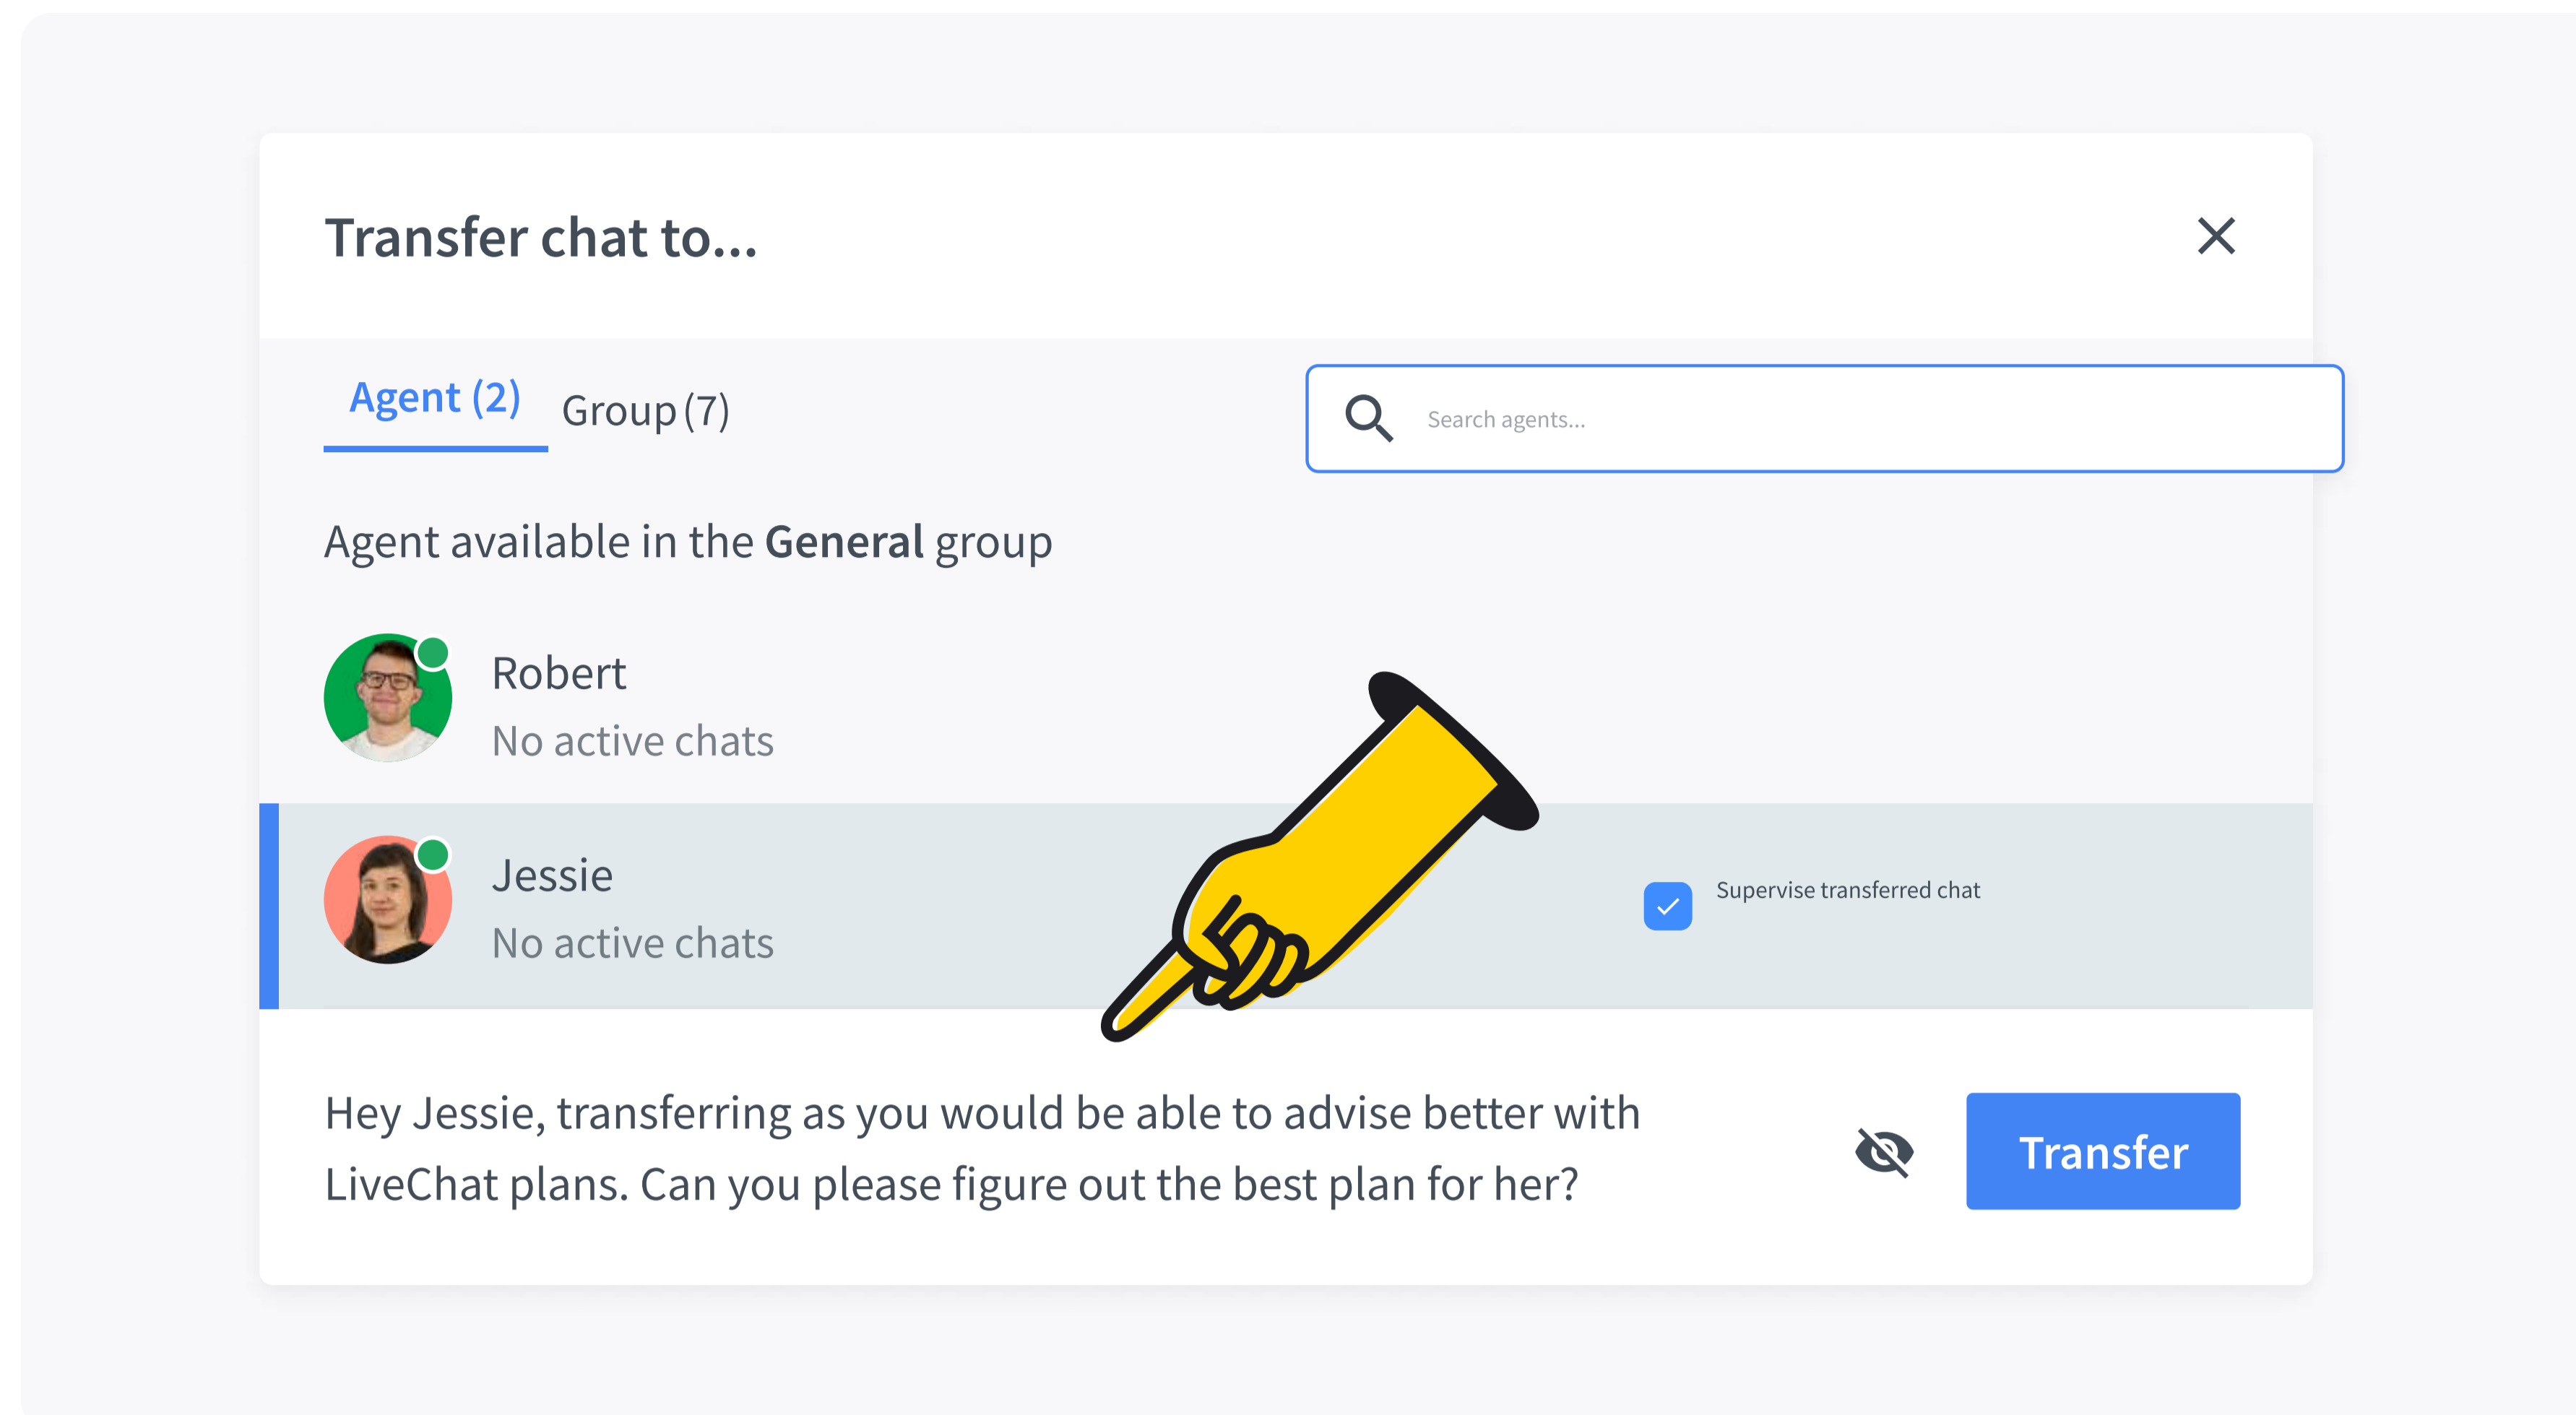 Transfer chat to...
Agent (2)
Group (7)
Search agents...
Agent available in the General group
Robert
No active chats
Jessie
No active chats
Supervise transferred chat
Hey Jessie, transferring as you would be able to advise better with
LiveChat plans. Can you please figure out the best plan for her?
Transfer